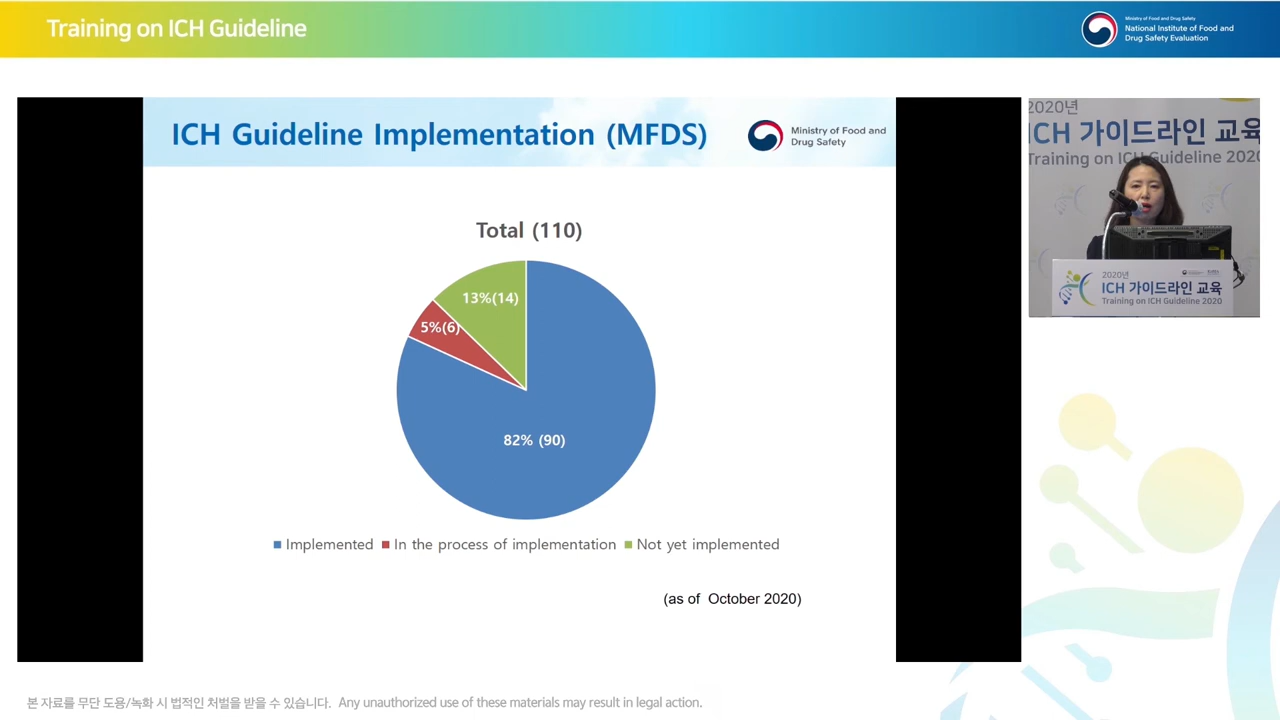 Training on ICH Guideline
Ministry of Food and Drug Safety
National Institute of Food and
Drug Safety Evaluation
ICH Guideline Implementation (MFDS)
Ministry of Food and
Drug Safety
Total (110)
13%(14)
5%(6)
82% (90)
Implemented
In the process of implementation
Not yet implemented
(as of October 2020)
2020년
ICH 가이드라인 교육
Training on ICH Guideline 2020
2020년
ICH 가이드라인 교육
Training on ICH Guideline 2020
본 자료를 무단 도용/녹화 시 법적인 처벌을 받을 수 있습니다. Any unauthorized use of these materials may result in legal action.